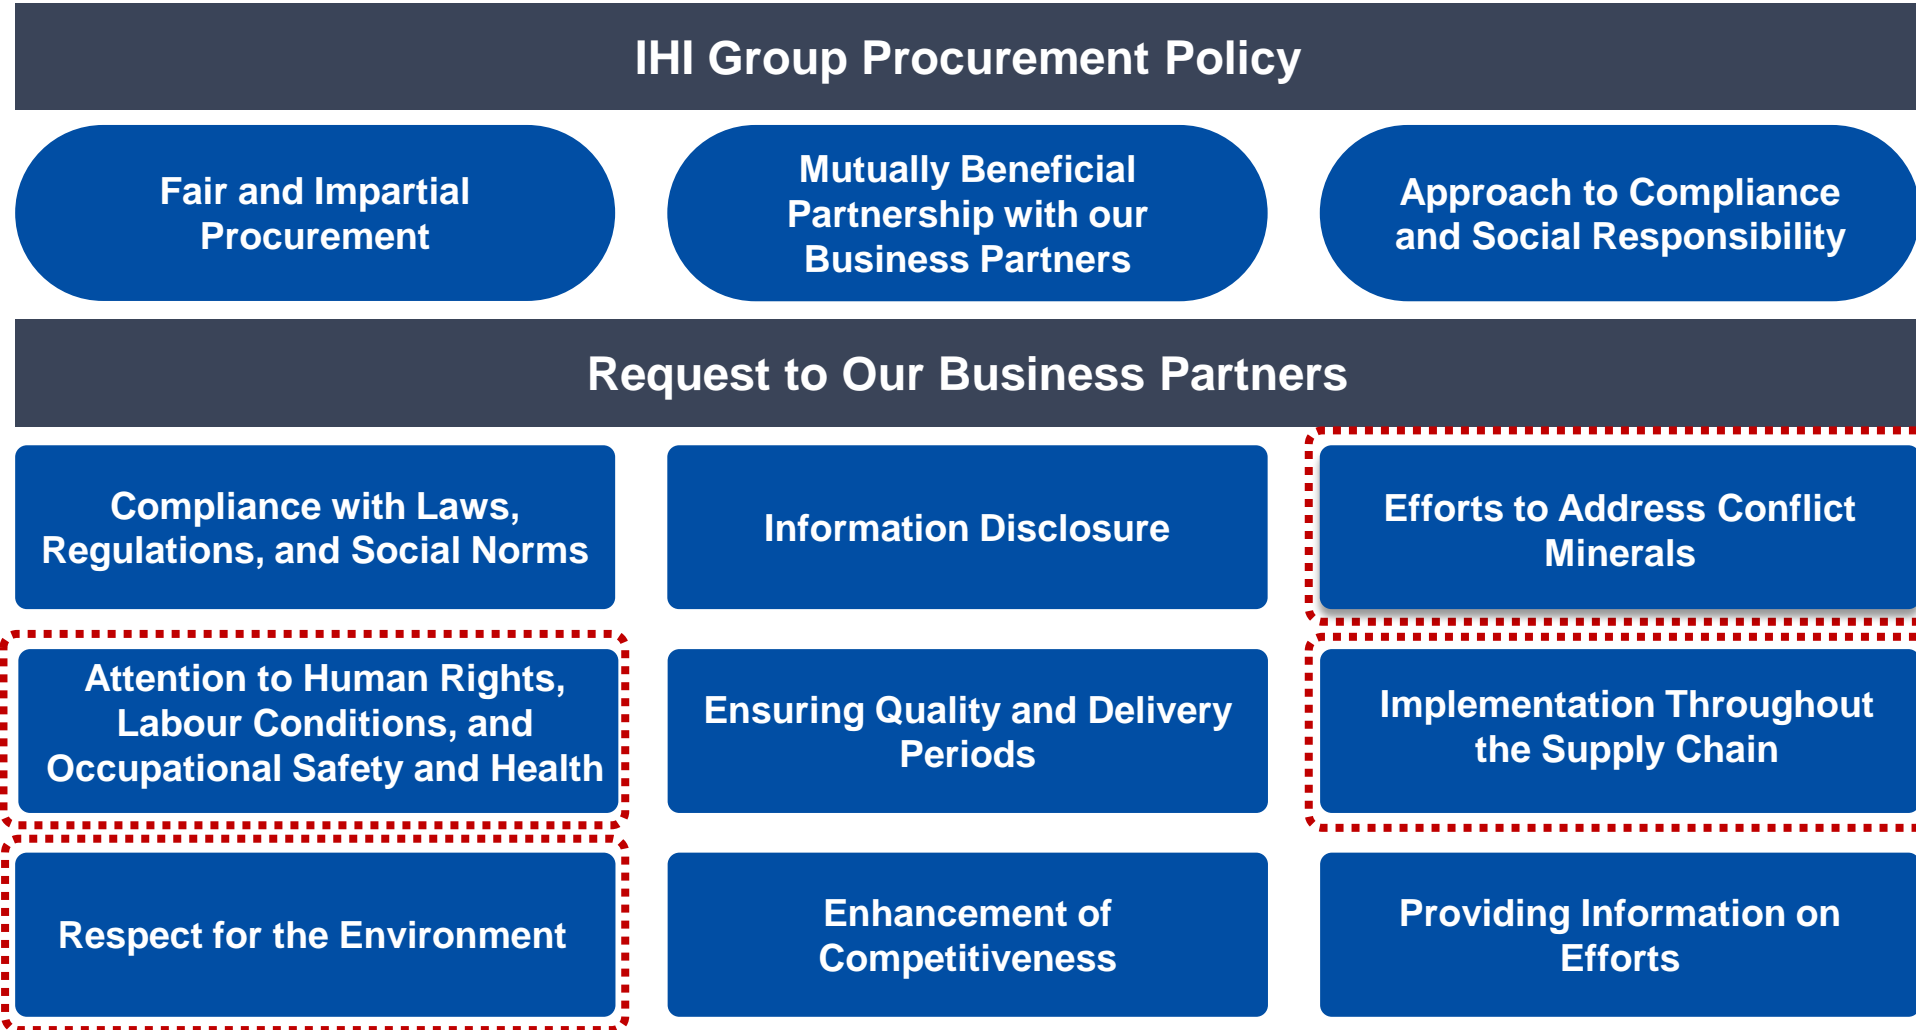 IHI Group Procurement Policy
Fair and Impartial
Procurement
Mutually Beneficial
Partnership with our
Business Partners
Approach to Compliance
and Social Responsibility
Request to Our Business Partners
Compliance with Laws,
Regulations, and Social Norms
Information Disclosure
Efforts to Address Conflict
Minerals
Attention to Human Rights,
Labour Conditions, and
Occupational Safety and Health
Ensuring Quality and Delivery
Periods
Implementation Throughout
the Supply Chain
Respect for the Environment
Enhancement of
Competitiveness
Providing Information on
Efforts